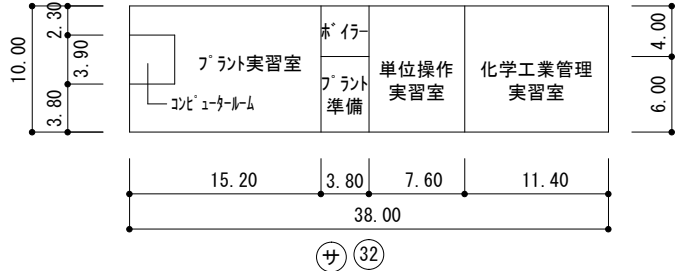 10.00
2.30
3.90
3.80
プラント実習室
コンピュータールーム
ボイラー
プラント
準備
単位操作
実習室
化学工業管理
実習室
4.00
6.00
15.20
3.80
7.60
11.40
38.00
サ 32